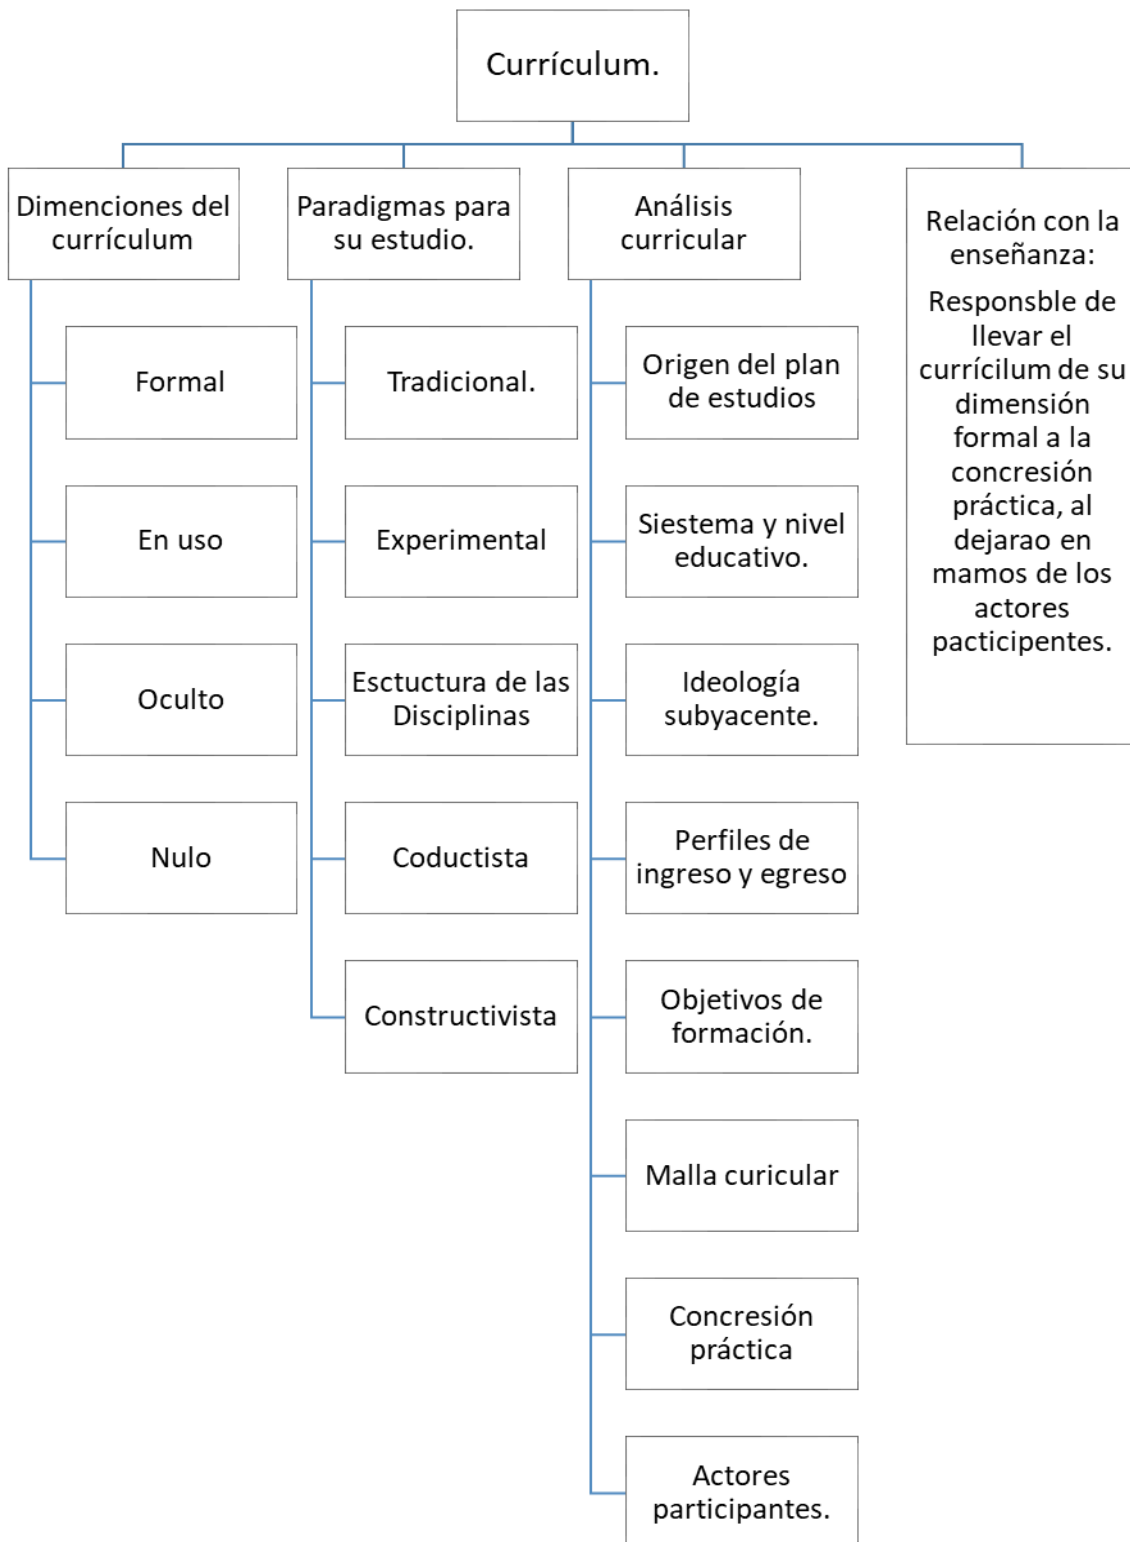 Currículum.
Dimenciones del
currículum
Formal
En uso
Oculto
Nulo
Paradigmas para
su estudio.
Tradicional.
Experimental
Esctuctura de las
Disciplinas
Coductista
Constructivista
Análisis
curricular
Origen del plan
de estudios
Siestema y nivel
educativo.
Ideología
subyacente.
Perfiles de
ingreso y egreso
Objetivos de
formación.
Malla curicular
Concresión
práctica
Actores
participantes.
Relación con la
enseñanza:
Responsble de
llevar el
currícilum de su
dimensión
formal a la
concresión
práctica, al
dejarao en
mamos de los
actores
pacticipentes.